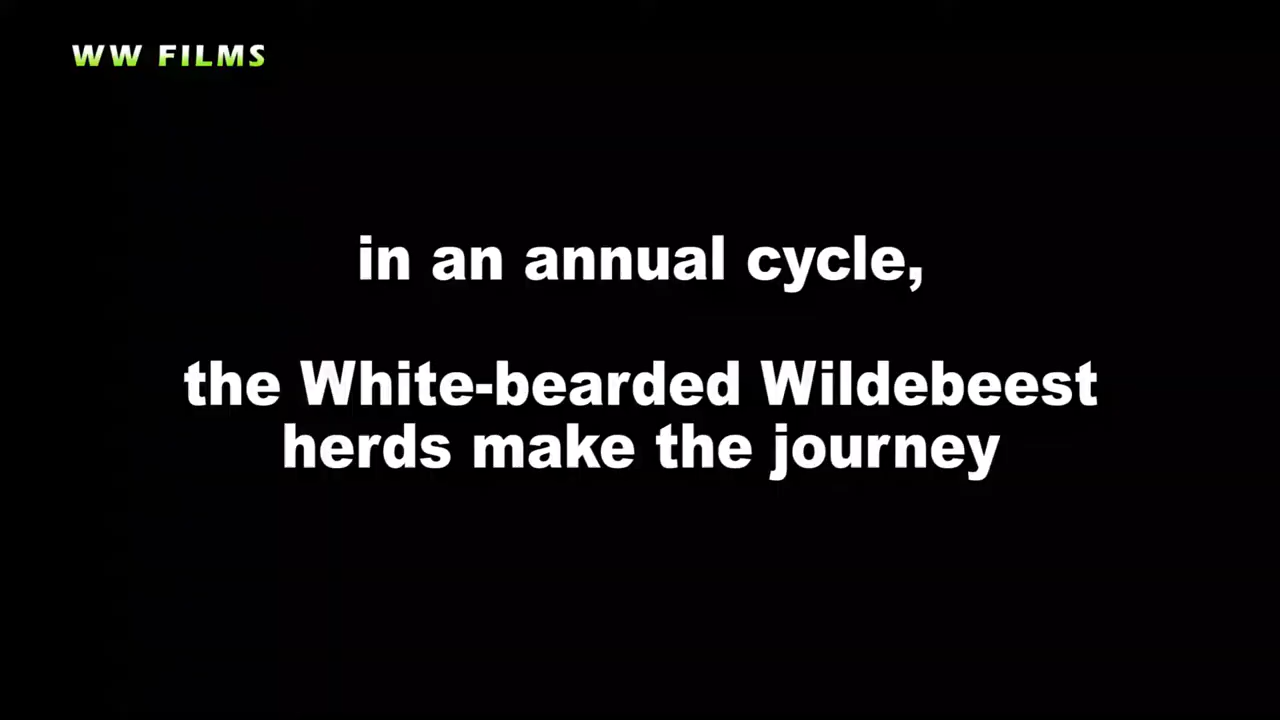 WW FILMS
in an annual cycle,
the White-bearded Wildebeest
herds make the journey